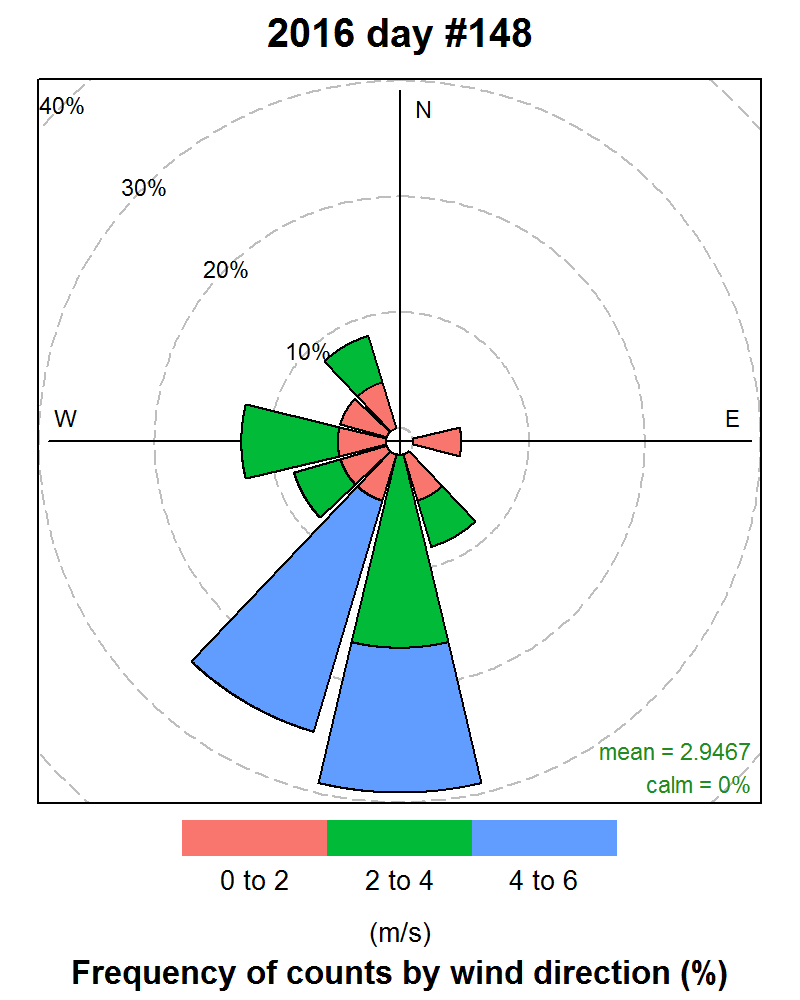 2016 day #148
40%
N
30%
20%
10%
W
E
mean = 2.9467
calm = 0%
0 to 2 2 to 4 4 to 6
(m/s)
Frequency of counts by wind direction (%)